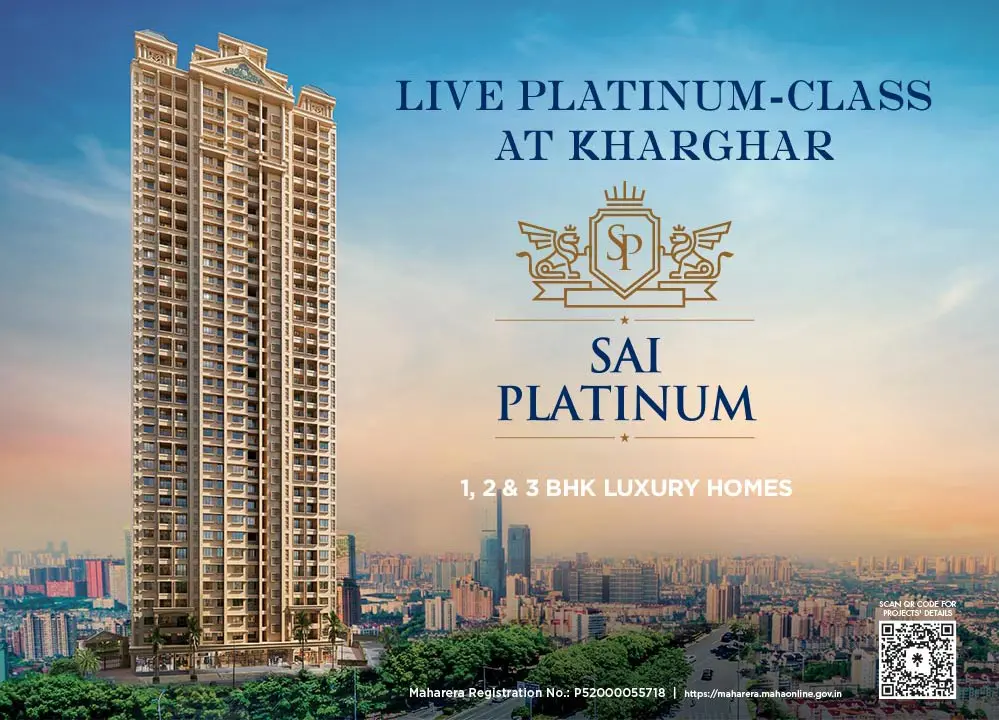 LIVE PLATINUM-CLASS
AT KHARGHAR
SP
SAI
PLATINUM
1, 2 & 3 BHK LUXURY HOMES
SCAN QR CODE FOR
PROJECTS' DETAILS
Maharera Registration No.: P52000055718 | https://maharera.mahaonline.gov.in